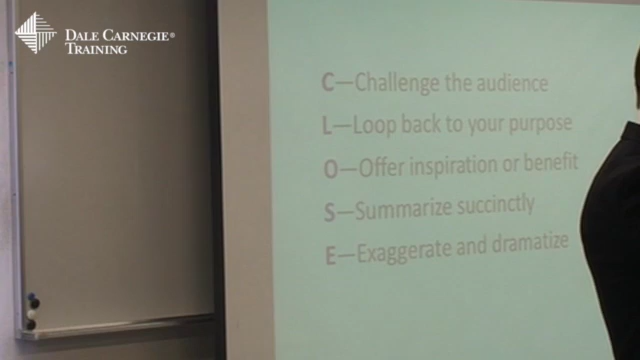 DALE CARNEGIE®
TRAINING
C—Challenge the audience
L—Loop back to your purpose
O—Offer inspiration or benefit
S—Summarize succinctly
E—Exaggerate and dramatize